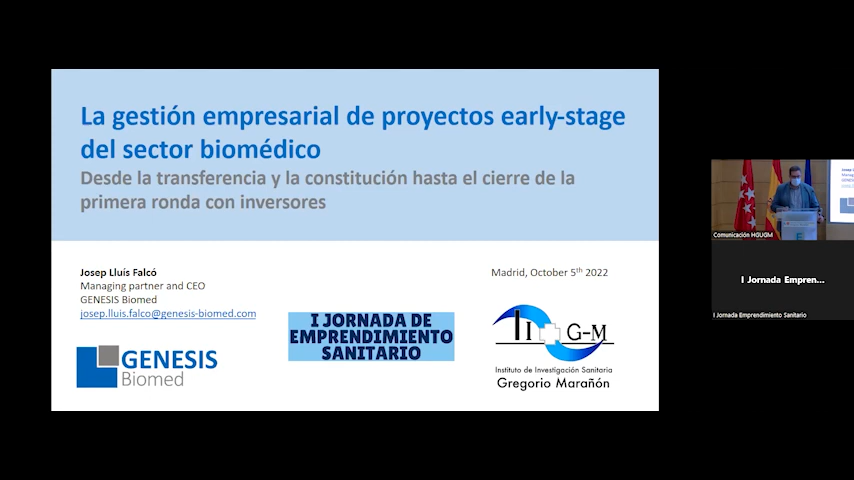 La gestión empresarial de proyectos early-stage
del sector biomédico
Desde la transferencia y la constitución hasta el cierre de la
primera ronda con inversores
Josep Lluís Falcó
Managing partner and CEO
GENESIS Biomed
josep.lluis.falco@genesis-biomed.com
Madrid, October 5th 2022
I JORNADA DE
EMPRENDIMIENTO
SANITARIO
GENESIS
Biomed
II G-M
Instituto de Investigación Sanitaria
Gregorio Marañón
Comunicación HGUGM
I Jornada Empren...
I Jornada Emprendimiento Sanitario